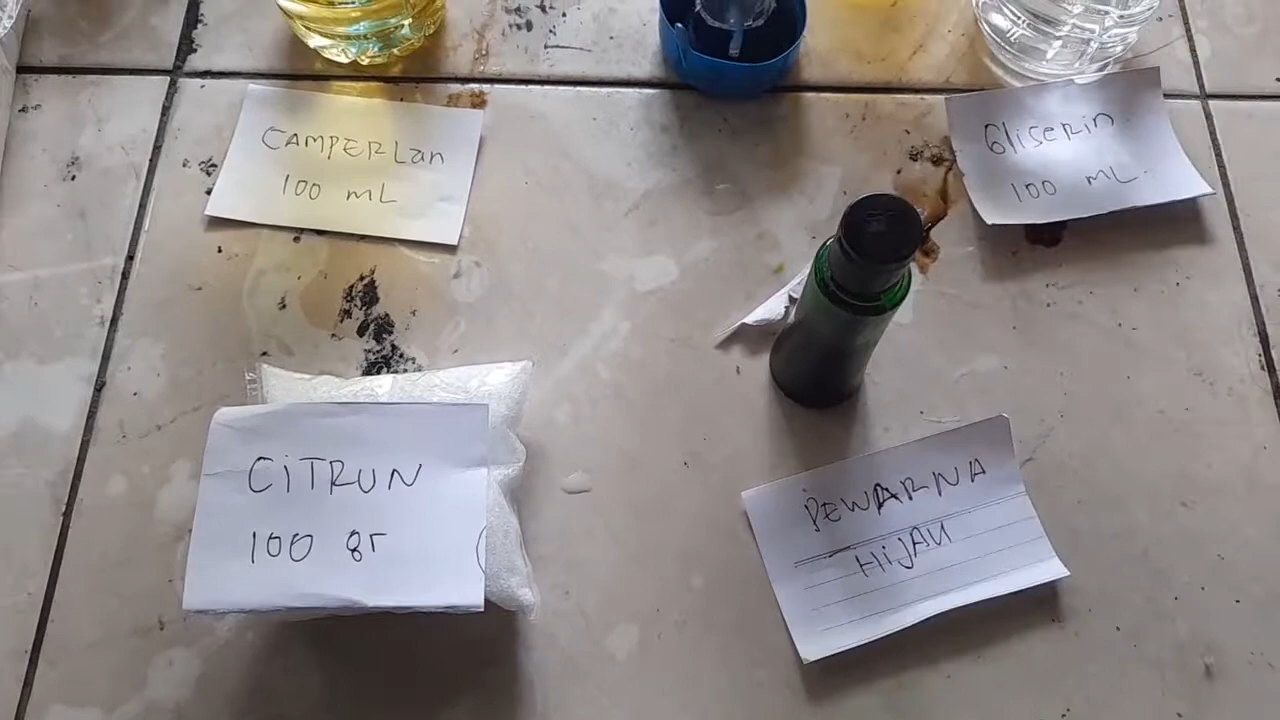 CAMPERLan
100 mL
Gliserin
100 mL
CiTRUN
100 gr
PEWARNA
HiJAU